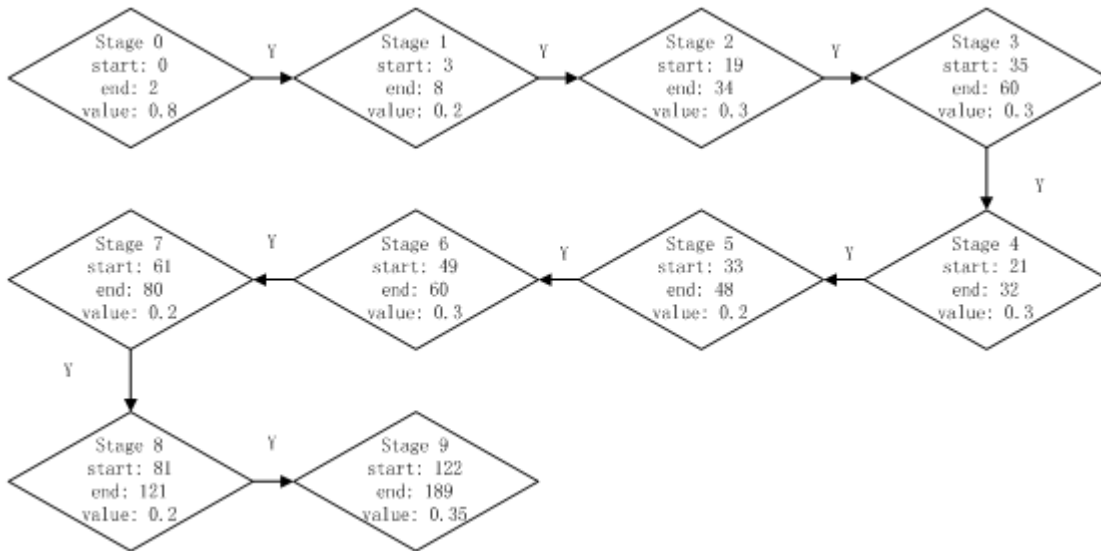 Stage 0
start: 0
end: 2
value: 0.8
Y
Stage 1
start: 3
end: 8
value: 0.2
Y
Stage 2
start: 19
end: 34
value: 0.3
Y
Stage 3
start: 35
end: 60
value: 0.3
Y
Stage 4
start: 21
end: 32
value: 0.3
Y
Stage 5
start: 33
end: 48
value: 0.2
Y
Stage 6
start: 49
end: 60
value: 0.3
Y
Stage 7
start: 61
end: 80
value: 0.2
Y
Stage 8
start: 81
end: 121
value: 0.2
Y
Stage 9
start: 122
end: 189
value: 0.35